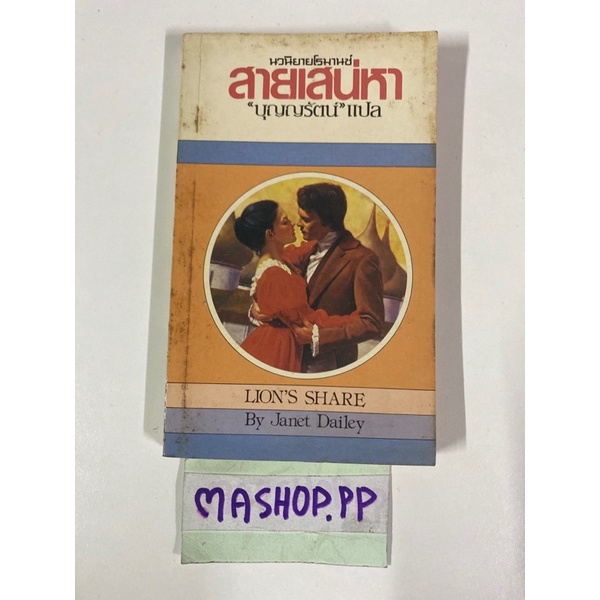 นวนิยายโรมานซ์
สายเสน่หา
“บุญญรัตน์” แปล
LION'S SHARE
By Janet Dailey
MASHOP.PP